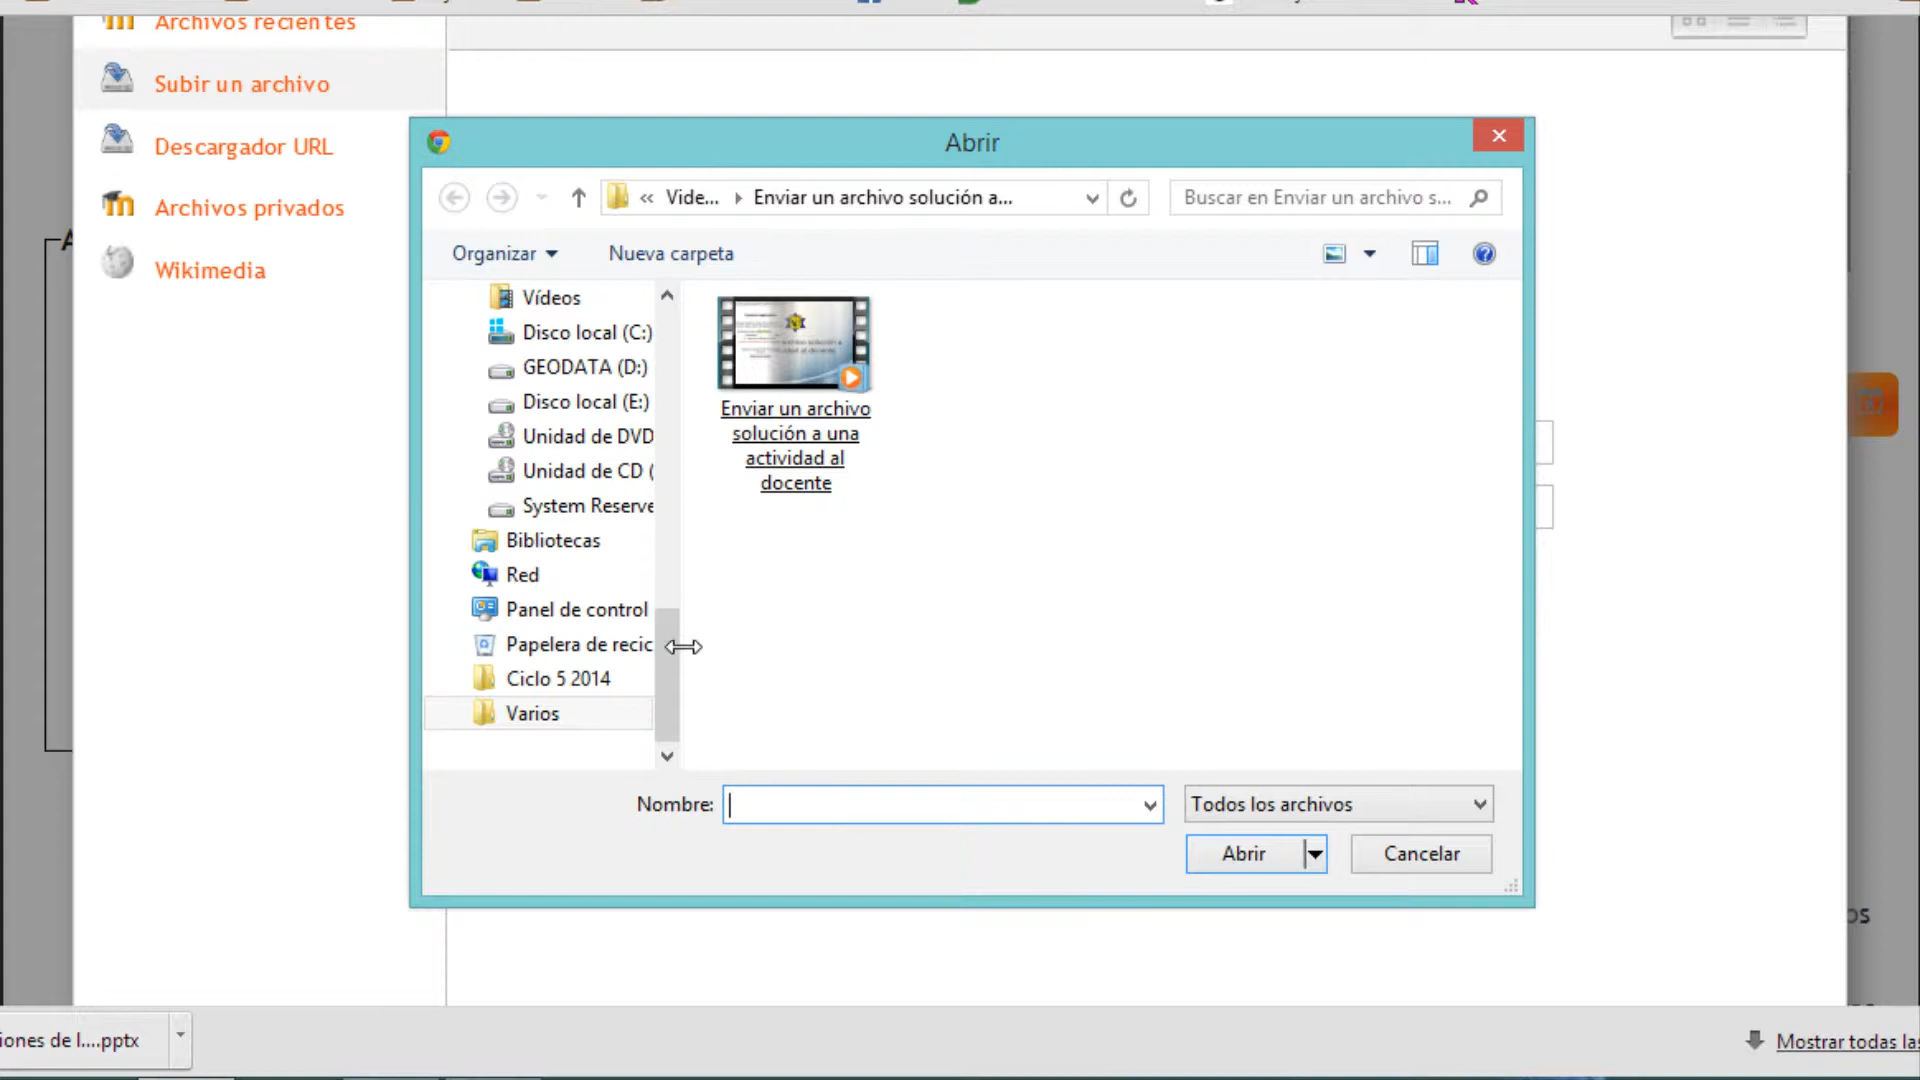 Archivos recientes
Subir un archivo
Descargador URL
Archivos privados
Wikimedia
Abrir
« Vide...
Enviar un archivo solución a...
Buscar en Enviar un archivo s...
Organizar
Nueva carpeta
Vídeos
Disco local (C:)
GEODATA (D:)
Disco local (E:)
Unidad de DVD
Unidad de CD (
System Reserve
Bibliotecas
Red
Panel de control
Papelera de recic
Ciclo 5 2014
Varios
Enviar un archivo
solución a una
actividad al
docente
Nombre:
Todos los archivos
Abrir
Cancelar
os
iones de l....pptx
Mostrar todas las